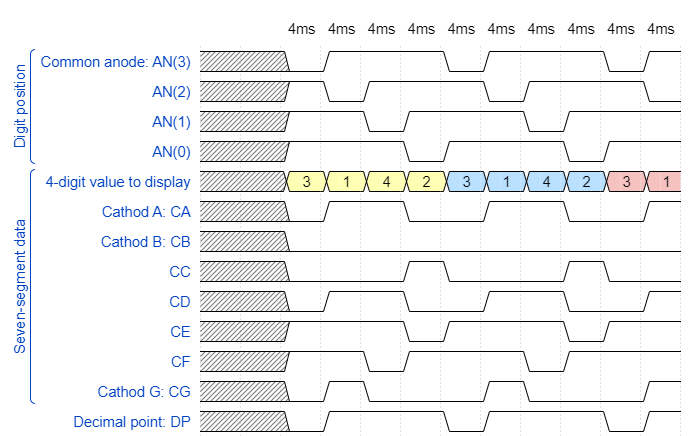 4ms 4ms 4ms 4ms 4ms 4ms 4ms 4ms 4ms 4ms
Digit position
Common anode: AN(3)
AN(2)
AN(1)
AN(0)
Seven-segment data
4-digit value to display 3 1 4 2 3 1 4 2 3 1
Cathod A: CA
Cathod B: CB
CC
CD
CE
CF
Cathod G: CG
Decimal point: DP